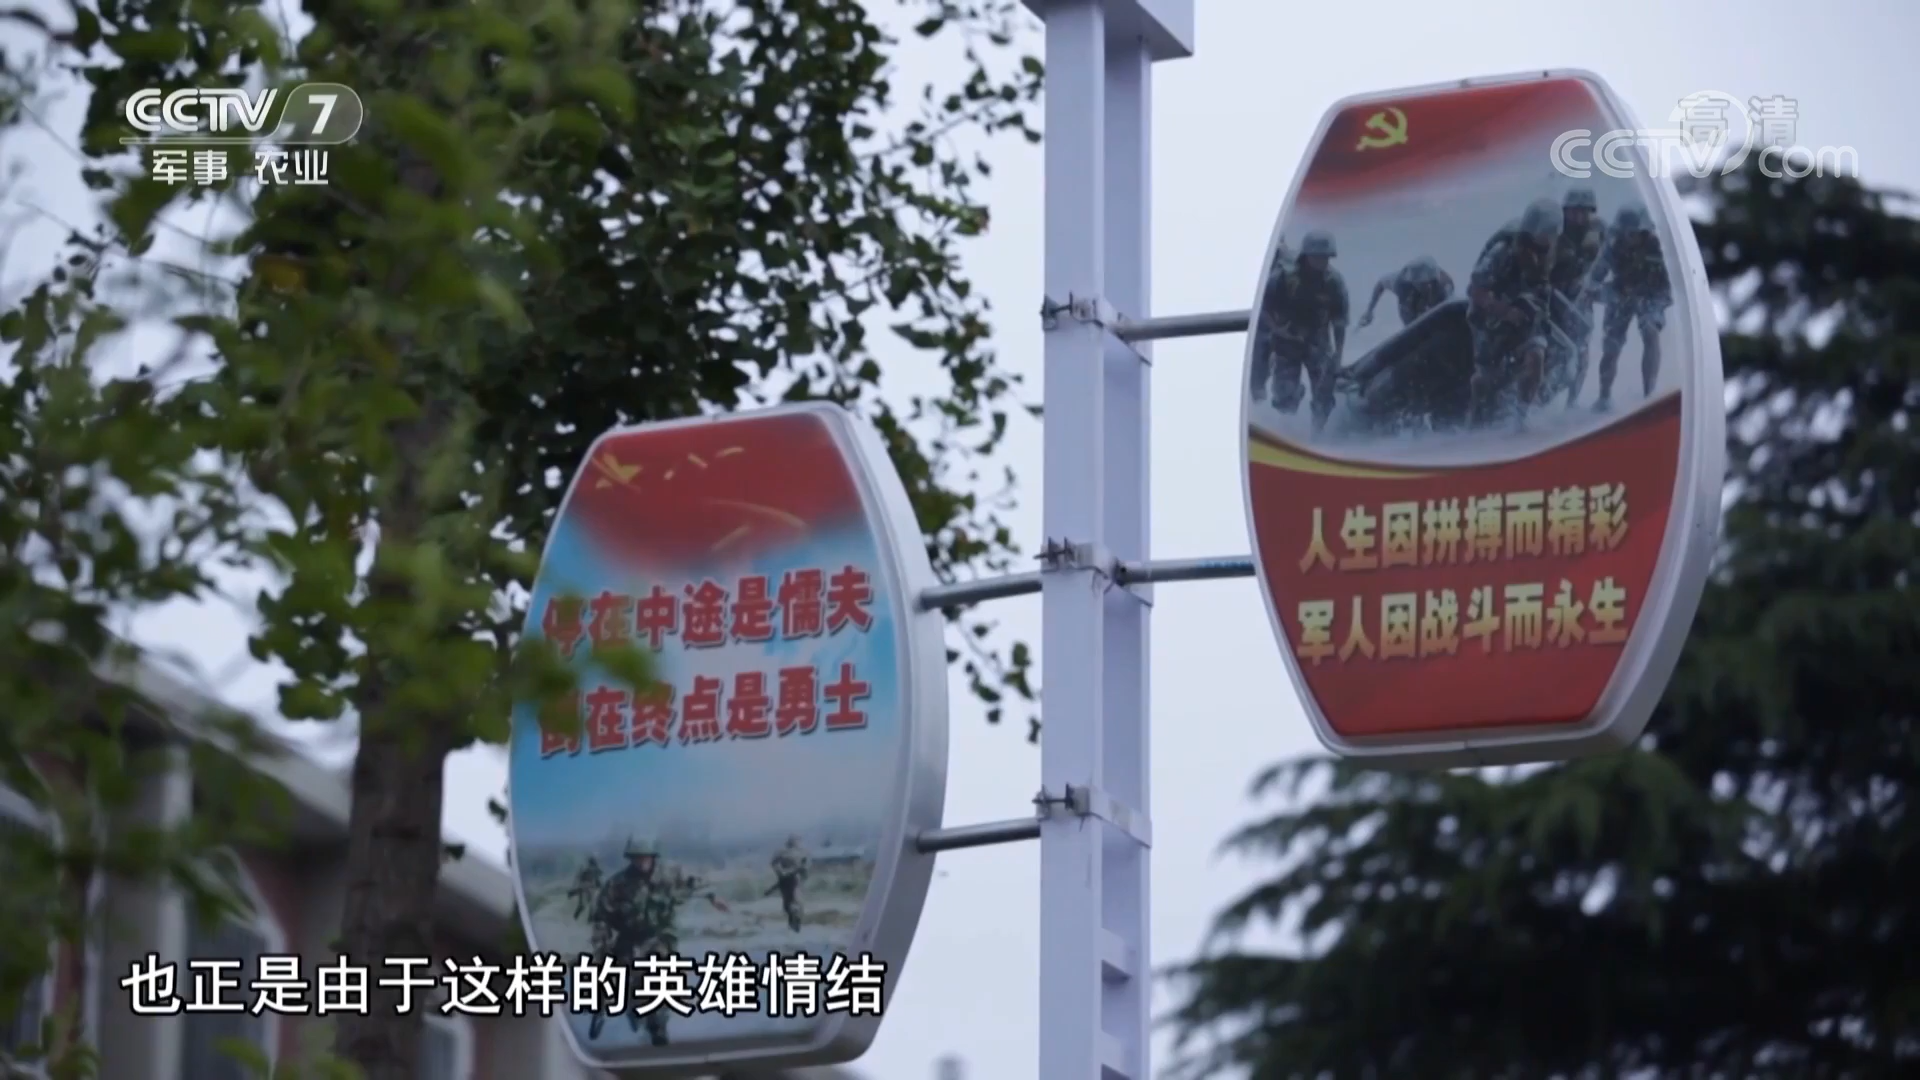 CCTV 7
军事 农业
高清
CCTV.com
人生因拼搏而精彩
军人因战斗而永生
停在中途是懦夫
倒在终点是勇士
也正是由于这样的英雄情结